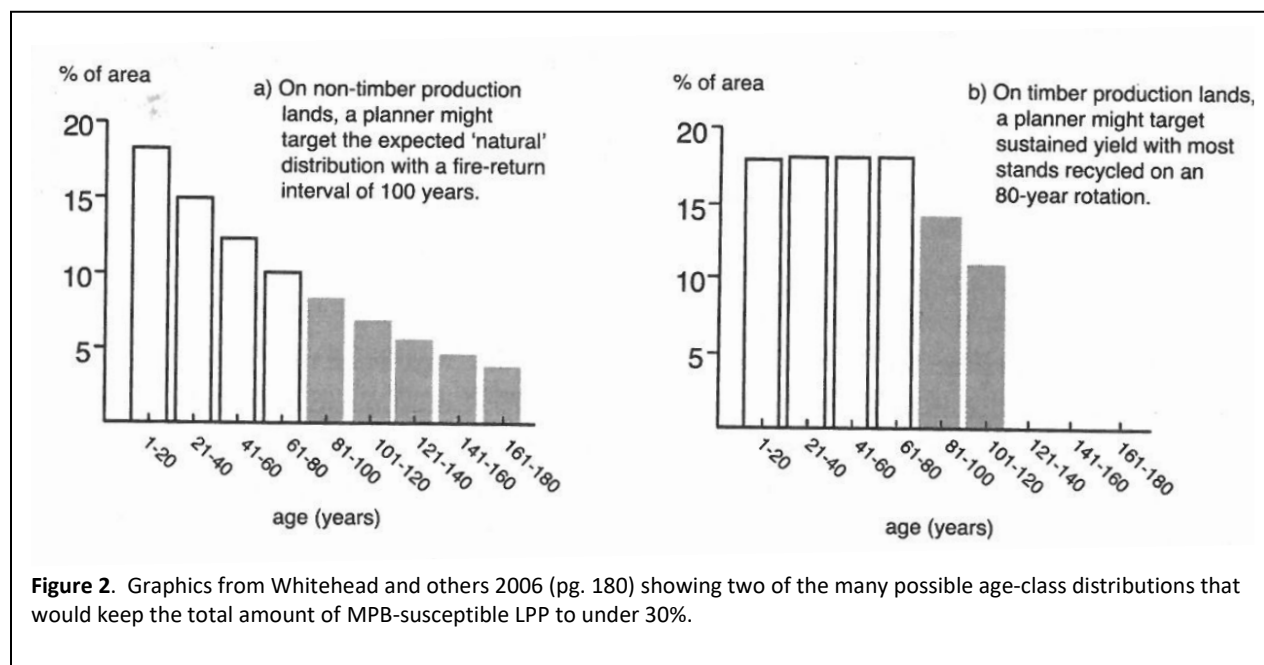 % of area
a) On non-timber production
lands, a planner might
target the expected 'natural'
distribution with a fire-return
interval of 100 years.
20
15
10
5
1-20
21-40
41-60
61-80
81-100
101-120
121-140
141-160
161-180
age (years)
% of area
b) On timber production lands,
a planner might target
sustained yield with most
stands recycled on an
80-year rotation.
20
15
10
5
1-20
21-40
41-60
61-80
81-100
101-120
121-140
141-160
161-180
age (years)
Figure 2. Graphics from Whitehead and others 2006 (pg. 180) showing two of the many possible age-class distributions that
would keep the total amount of MPB-susceptible LPP to under 30%.